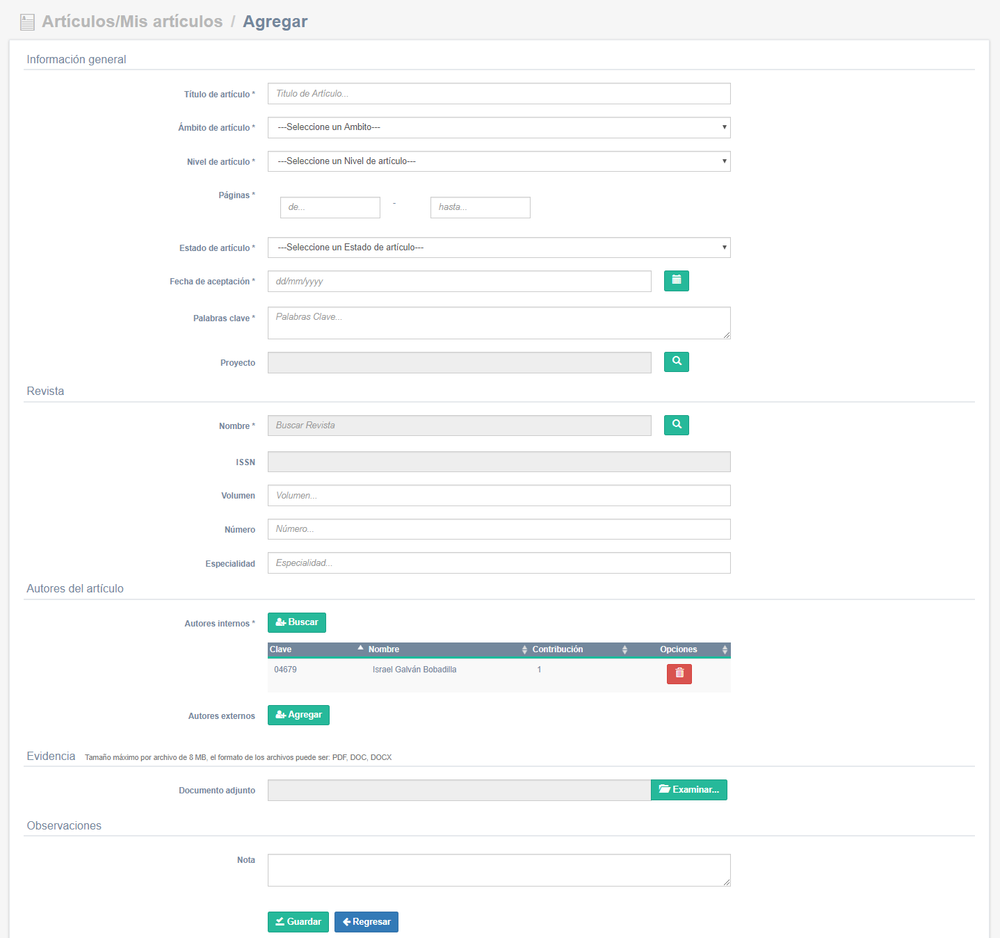 Artículos/Mis artículos / Agregar
Información general
Título de artículo *
Titulo de Artículo...
Ámbito de artículo *
---Seleccione un Ambito---
Nivel de artículo *
---Seleccione un Nivel de artículo---
Páginas *
de... - hasta...
Estado de artículo *
---Seleccione un Estado de artículo---
Fecha de aceptación *
dd/mm/yyyy
Palabras clave *
Palabras Clave...
Proyecto
Revista
Nombre *
Buscar Revista
ISSN
Volumen
Volumen...
Número
Número...
Especialidad
Especialidad...
Autores del artículo
Autores internos *
Buscar
Clave Nombre Contribución Opciones
04679 Israel Galván Bobadilla 1
Autores externos
Agregar
Evidencia Tamaño máximo por archivo de 8 MB, el formato de los archivos puede ser: PDF, DOC, DOCX
Documento adjunto
Examinar...
Observaciones
Nota
Guardar Regresar